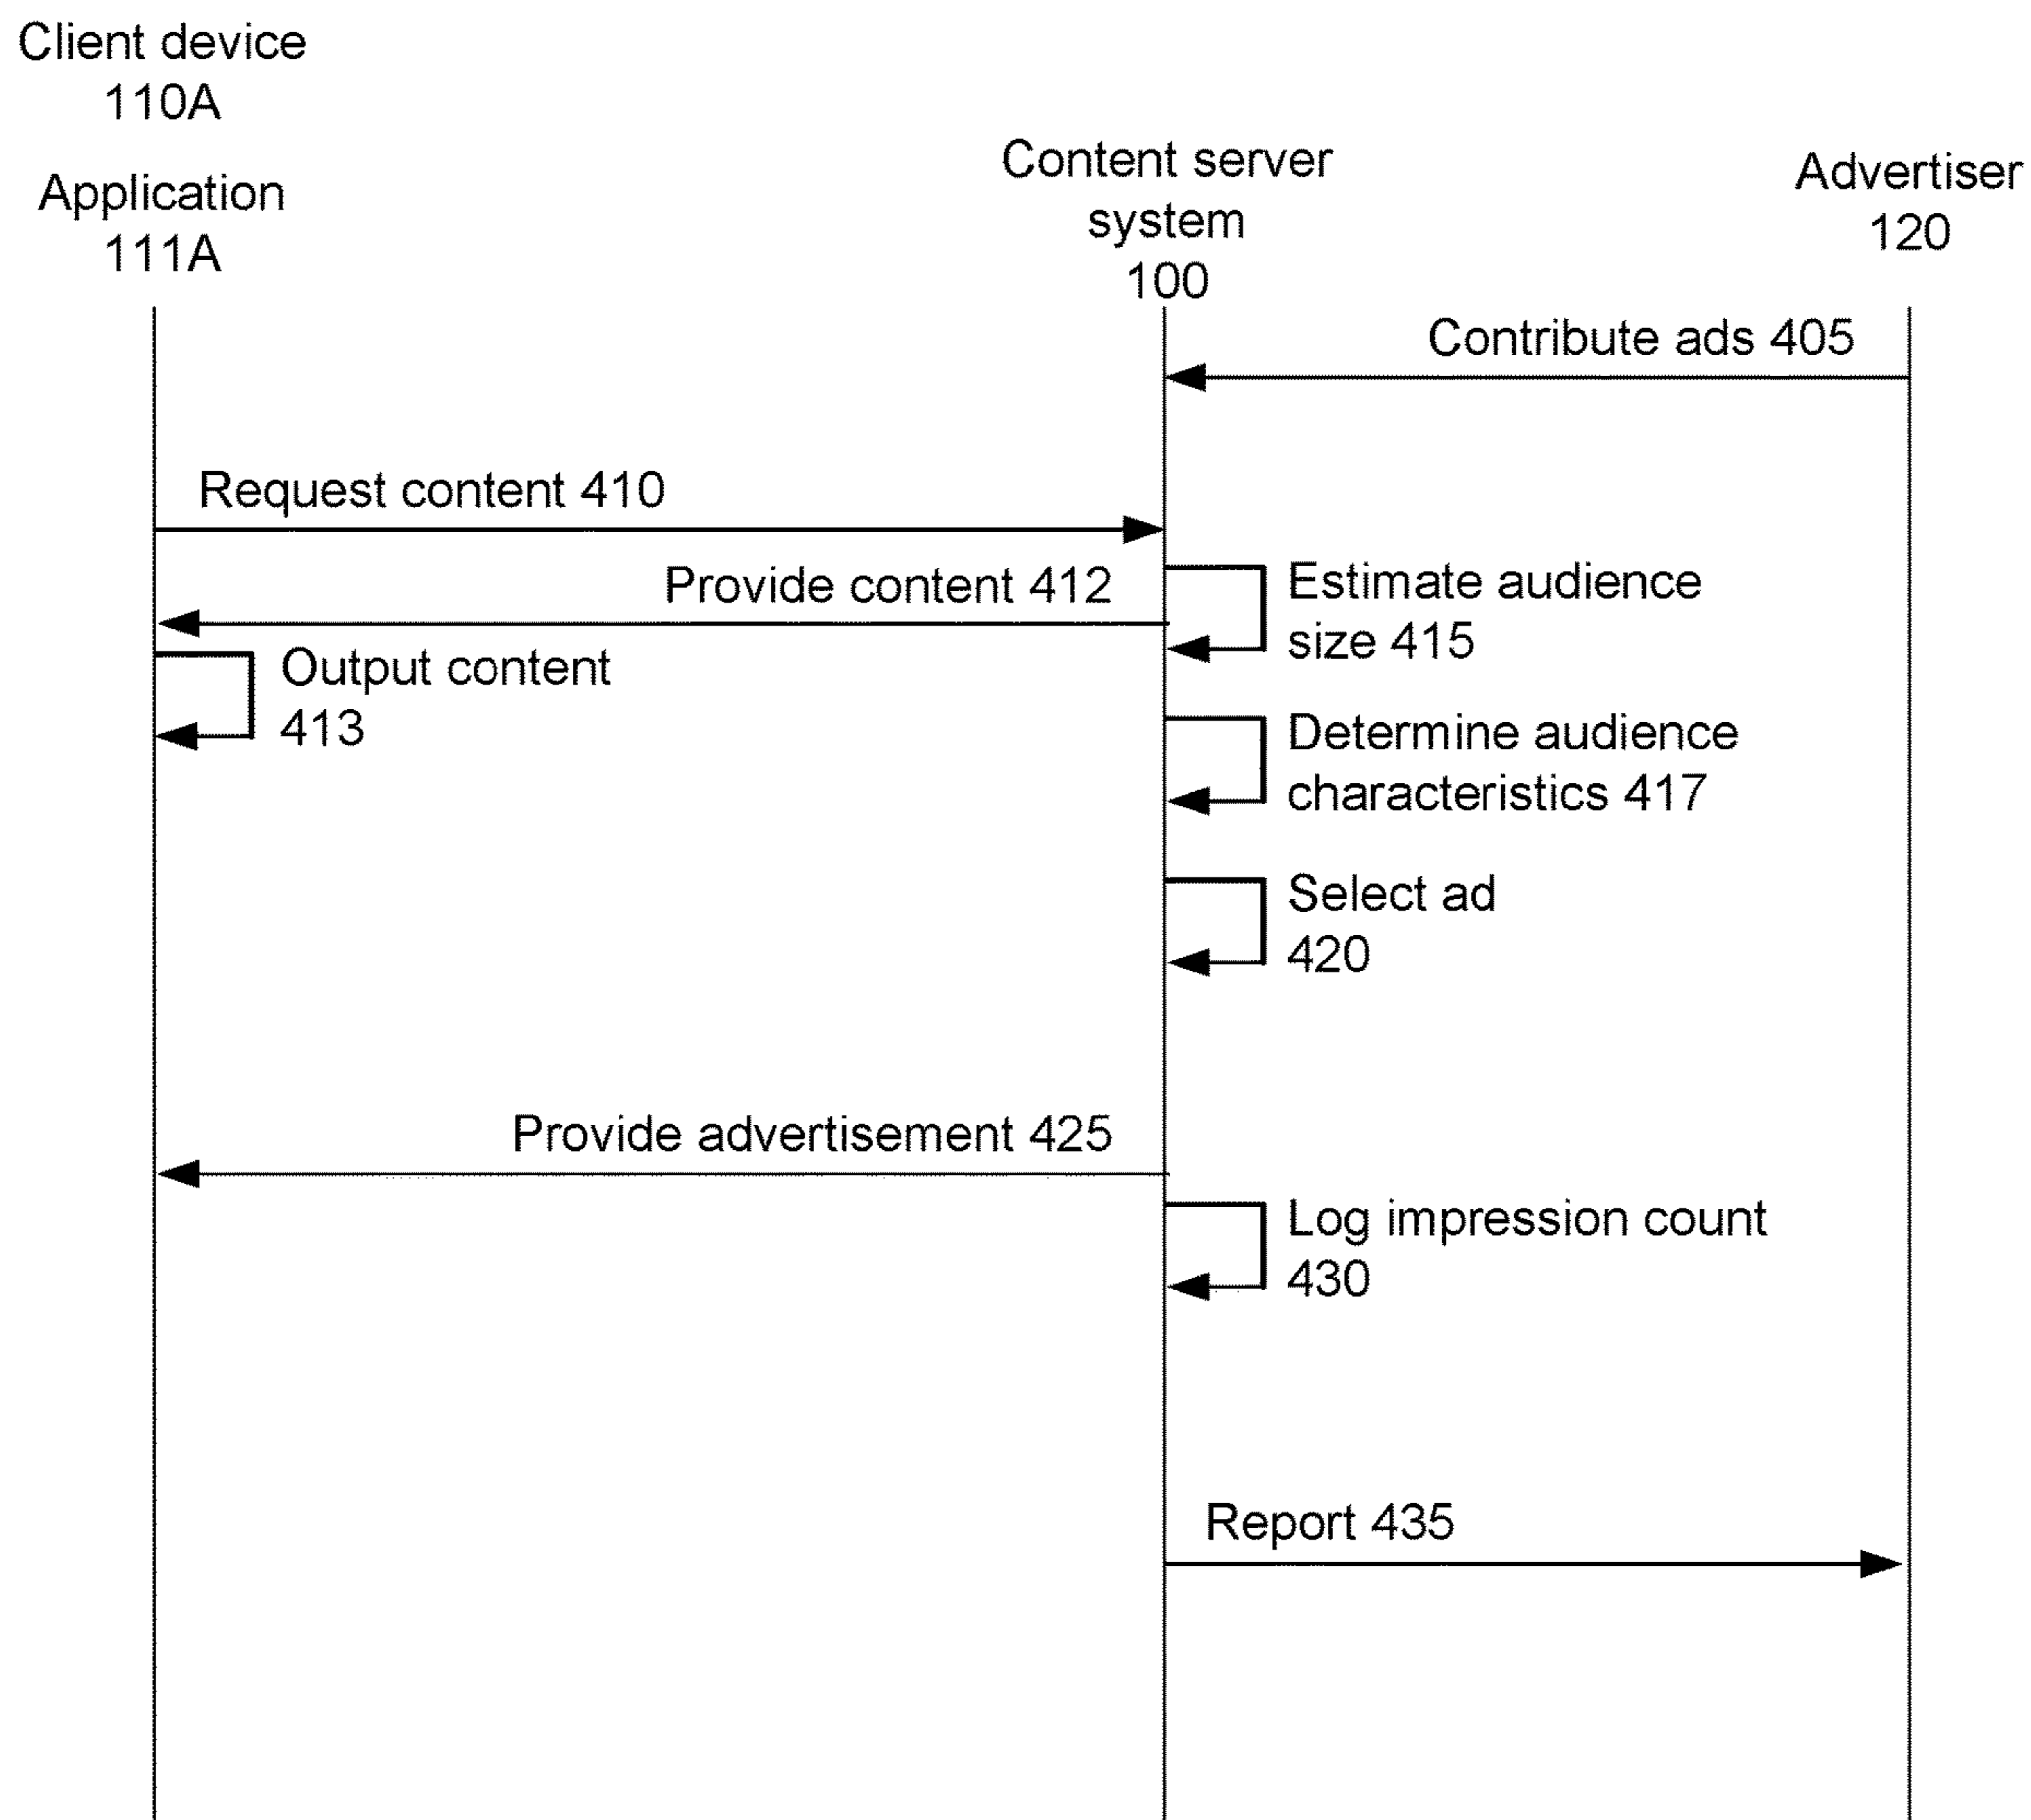 Client device
110A
Application
111A
Content server
system
100
Advertiser
120
Contribute ads 405
Request content 410
Provide content 412
Estimate audience
size 415
Output content
413
Determine audience
characteristics 417
Select ad
420
Provide advertisement 425
Log impression count
430
Report 435